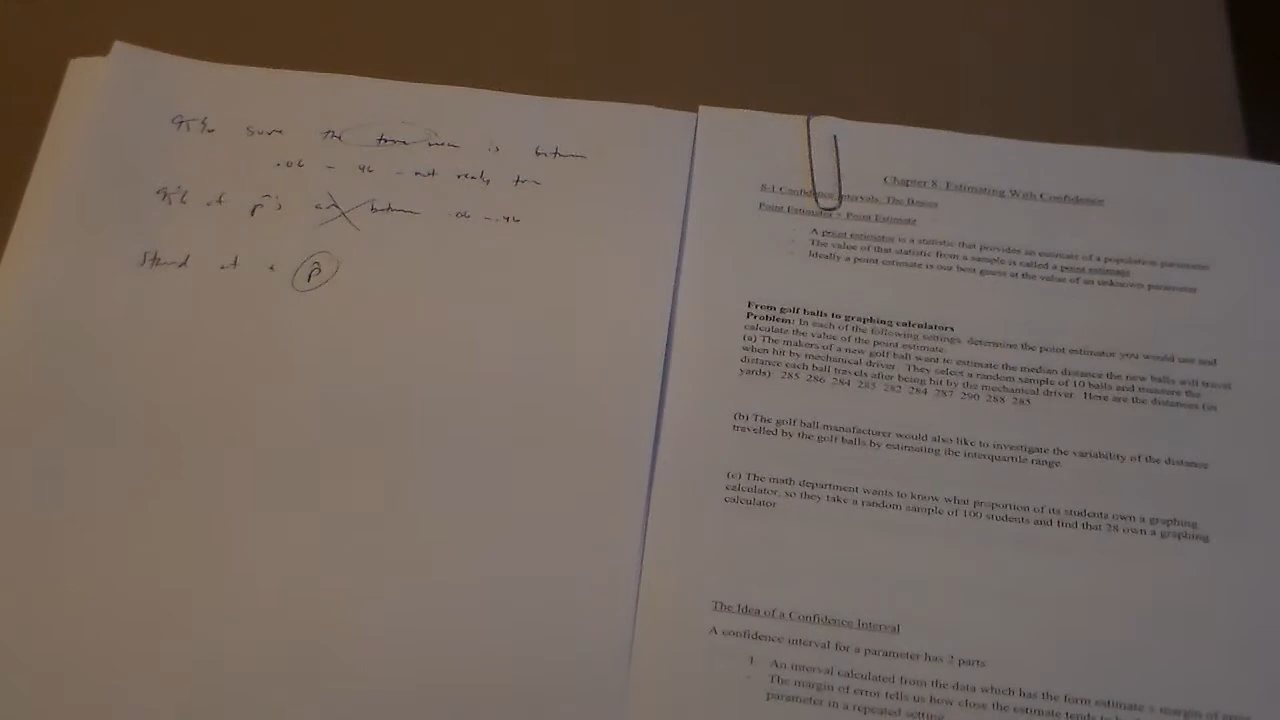 95% sure the true mean is between
.06 - .46 - not really true
95% of p̂'s are between .06 - .46
Stand at a p̂
Chapter 8. Estimating With Confidence
8-1 Confidence Intervals: The Basics
Point Estimator > Point Estimate
A point estimator is a statistic that provides an estimate of a population parameter
The value of that statistic from a sample is called a point estimate
Ideally a point estimate is our best guess at the value of an unknown parameter
From golf balls to graphing calculators
Problem: In each of the following settings, determine the point estimator you would use and
calculate the value of the point estimate.
(a) The makers of a new golf ball want to estimate the median distance the new balls will travel
when hit by mechanical driver. They select a random sample of 10 balls and measure the
distance each ball travels after being hit by the mechanical driver. Here are the distances (in
yards): 285 286 284 285 282 284 287 290 288 285
(b) The golf ball manufacturer would also like to investigate the variability of the distance
travelled by the golf balls by estimating the interquartile range.
(c) The math department wants to know what proportion of its students own a graphing
calculator, so they take a random sample of 100 students and find that 28 own a graphing
calculator
The Idea of a Confidence Interval
A confidence interval for a parameter has 2 parts
1. An interval calculated from the data which has the form estimate ± margin of error
The margin of error tells us how close the estimate tends to
parameter in a repeated setting